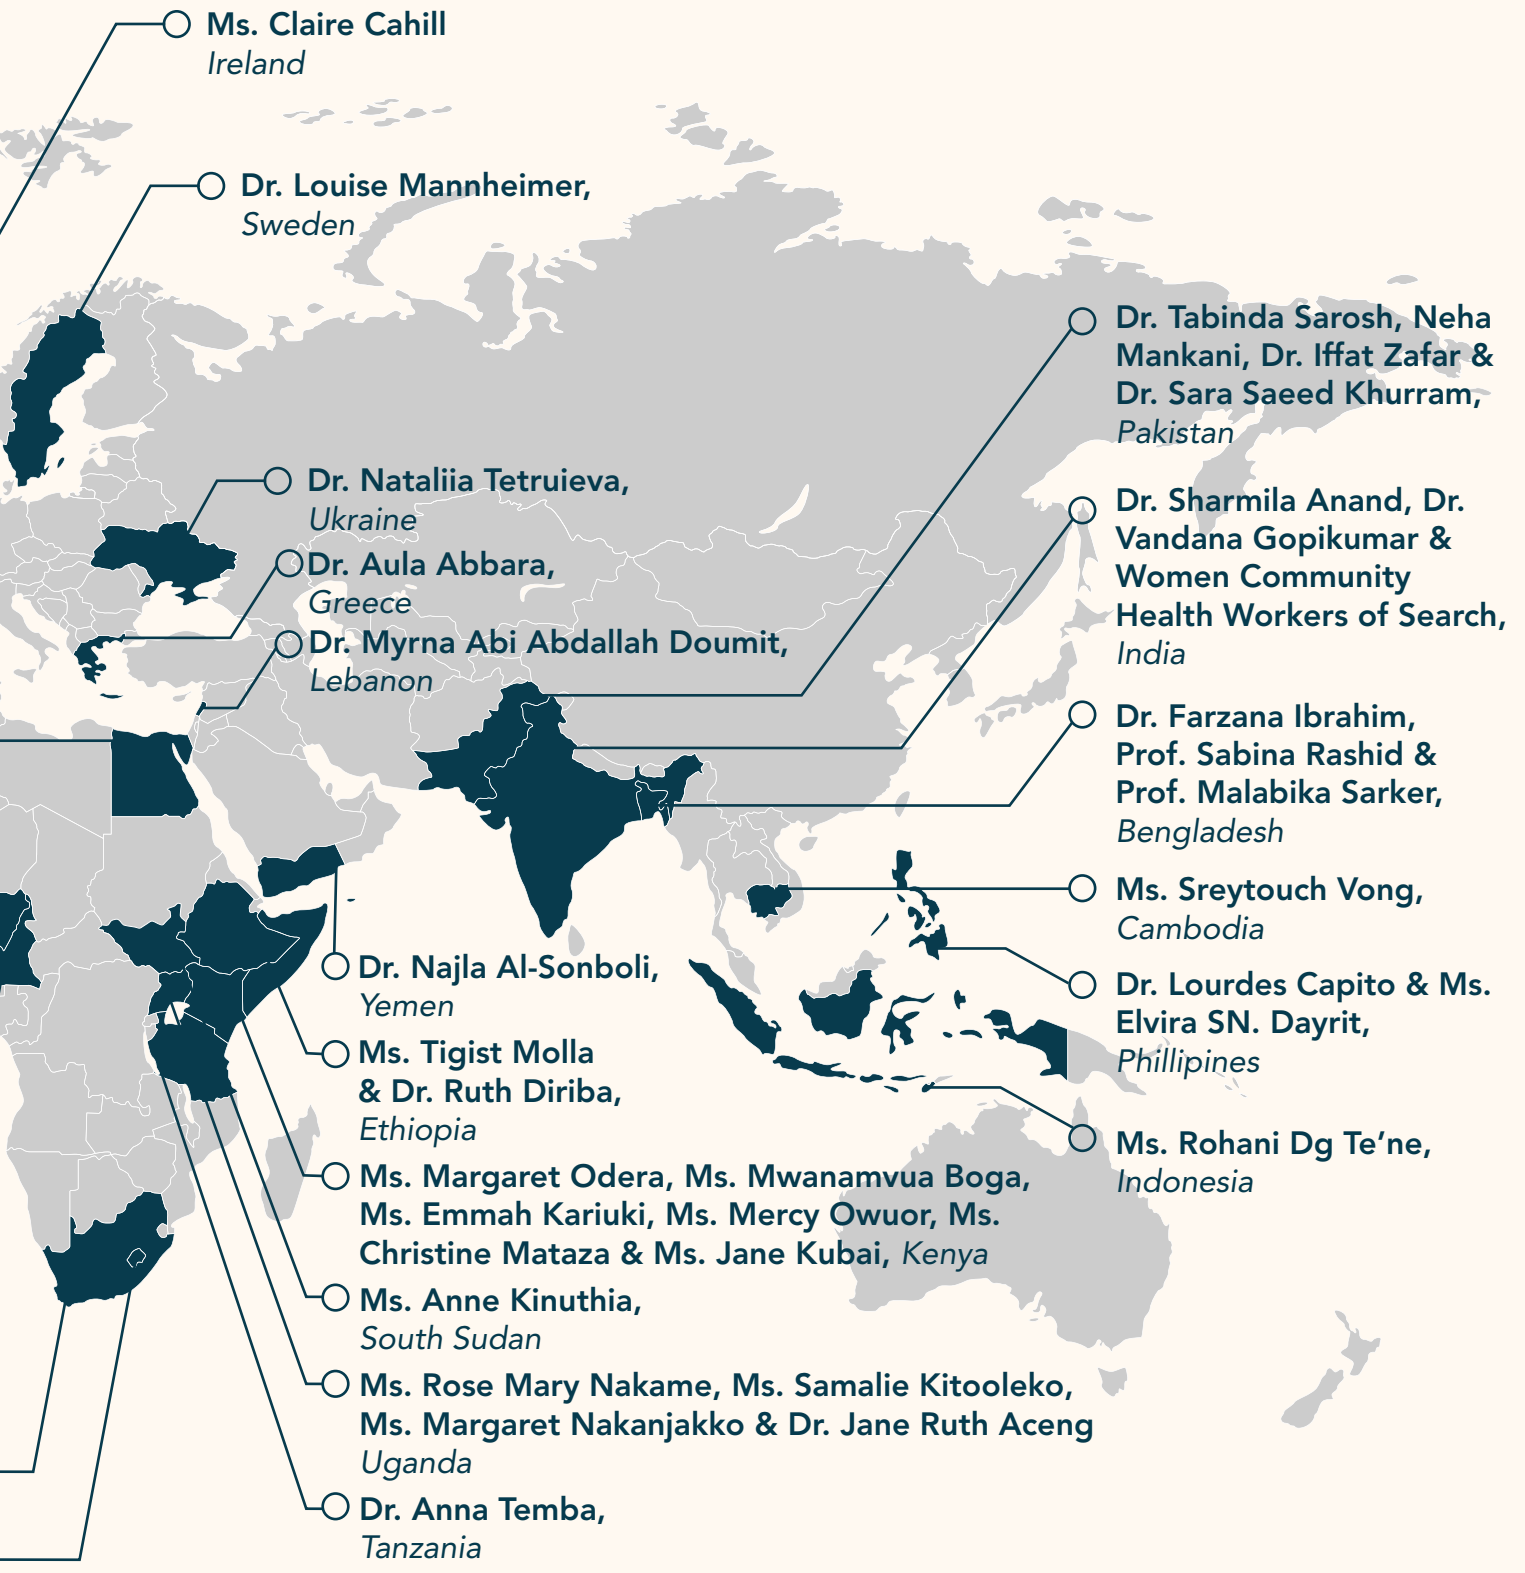 Ms. Claire Cahill
Ireland
Dr. Louise Mannheimer,
Sweden
Dr. Nataliia Tetruieva,
Ukraine
Dr. Aula Abbara,
Greece
Dr. Myrna Abi Abdallah Doumit,
Lebanon
Dr. Najla Al-Sonboli,
Yemen
Ms. Tigist Molla
& Dr. Ruth Diriba,
Ethiopia
Ms. Margaret Odera, Ms. Mwanamvua Boga,
Ms. Emmah Kariuki, Ms. Mercy Owuor, Ms.
Christine Mataza & Ms. Jane Kubai, Kenya
Ms. Anne Kinuthia,
South Sudan
Ms. Rose Mary Nakame, Ms. Samalie Kitooleko,
Ms. Margaret Nakanjakko & Dr. Jane Ruth Aceng
Uganda
Dr. Anna Temba,
Tanzania
Dr. Tabinda Sarosh, Neha
Mankani, Dr. Iffat Zafar &
Dr. Sara Saeed Khurram,
Pakistan
Dr. Sharmila Anand, Dr.
Vandana Gopikumar &
Women Community
Health Workers of Search,
India
Dr. Farzana Ibrahim,
Prof. Sabina Rashid &
Prof. Malabika Sarker,
Bengladesh
Ms. Sreytouch Vong,
Cambodia
Dr. Lourdes Capito & Ms.
Elvira SN. Dayrit,
Phillipines
Ms. Rohani Dg Te’ne,
Indonesia